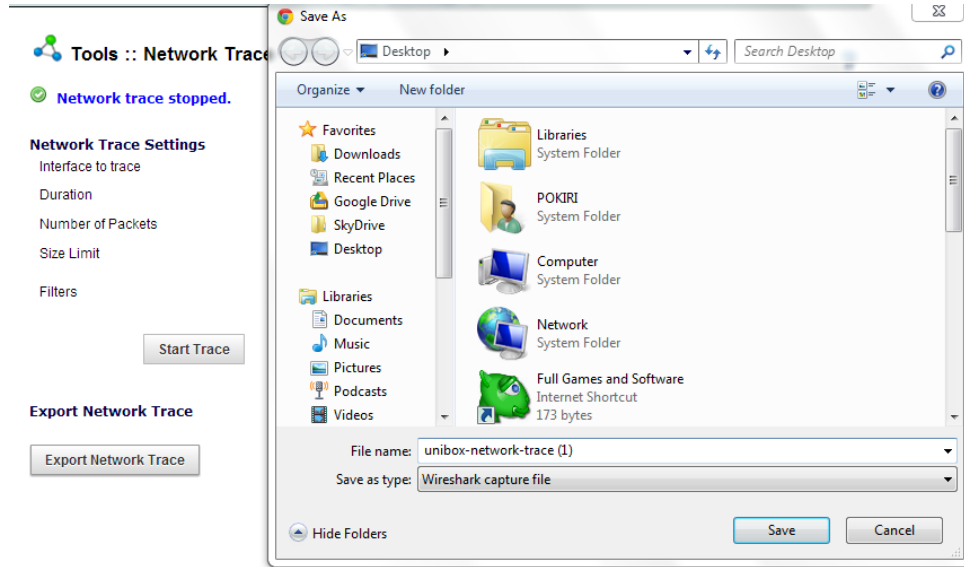 Tools :: Network Trace
Network trace stopped.
Network Trace Settings
Interface to trace
Duration
Number of Packets
Size Limit
Filters
Start Trace
Export Network Trace
Export Network Trace
Save As
Desktop
Search Desktop
Organize
New folder
Favorites
Downloads
Recent Places
Google Drive
SkyDrive
Desktop
Libraries
Documents
Music
Pictures
Podcasts
Videos
Libraries
System Folder
POKIRI
System Folder
Computer
System Folder
Network
System Folder
Full Games and Software
Internet Shortcut
173 bytes
File name: unibox-network-trace (1)
Save as type: Wireshark capture file
Hide Folders
Save
Cancel